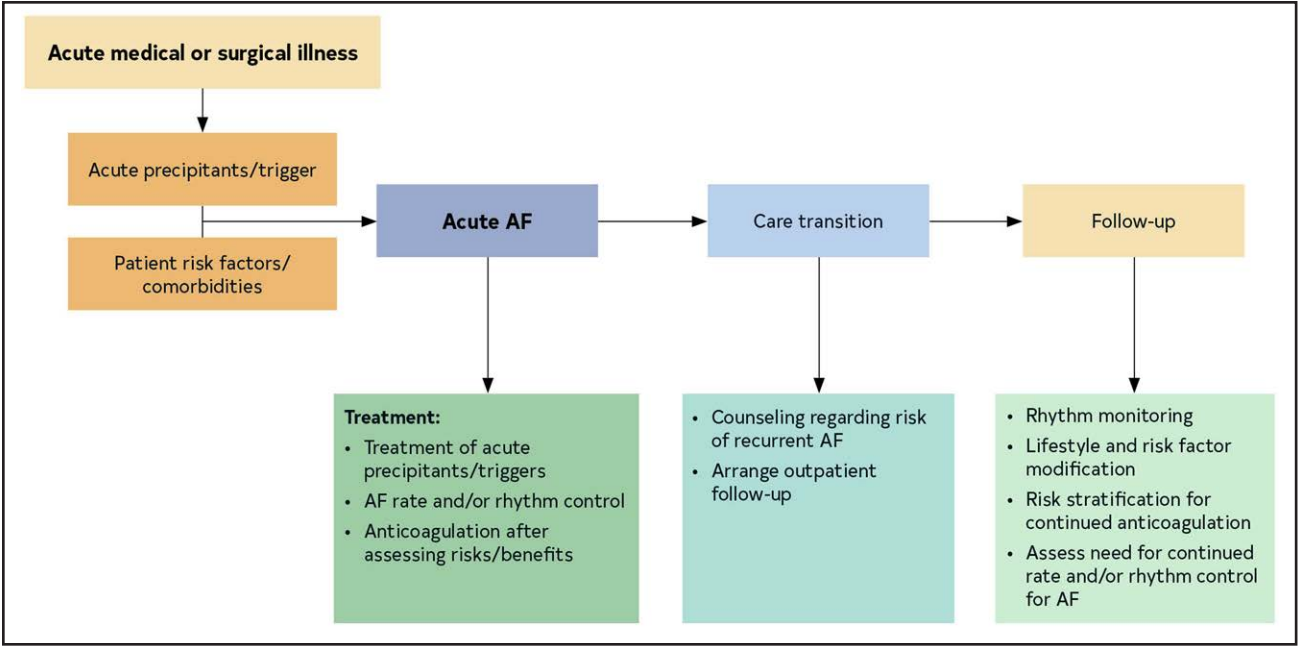 Acute medical or surgical illness
Acute precipitants/trigger
Patient risk factors/
comorbidities
Acute AF
Care transition
Follow-up
Treatment:
• Treatment of acute
precipitants/triggers
• AF rate and/or rhythm control
• Anticoagulation after
assessing risks/benefits
• Counseling regarding risk
of recurrent AF
• Arrange outpatient
follow-up
• Rhythm monitoring
• Lifestyle and risk factor
modification
• Risk stratification for
continued anticoagulation
• Assess need for continued
rate and/or rhythm control
for AF